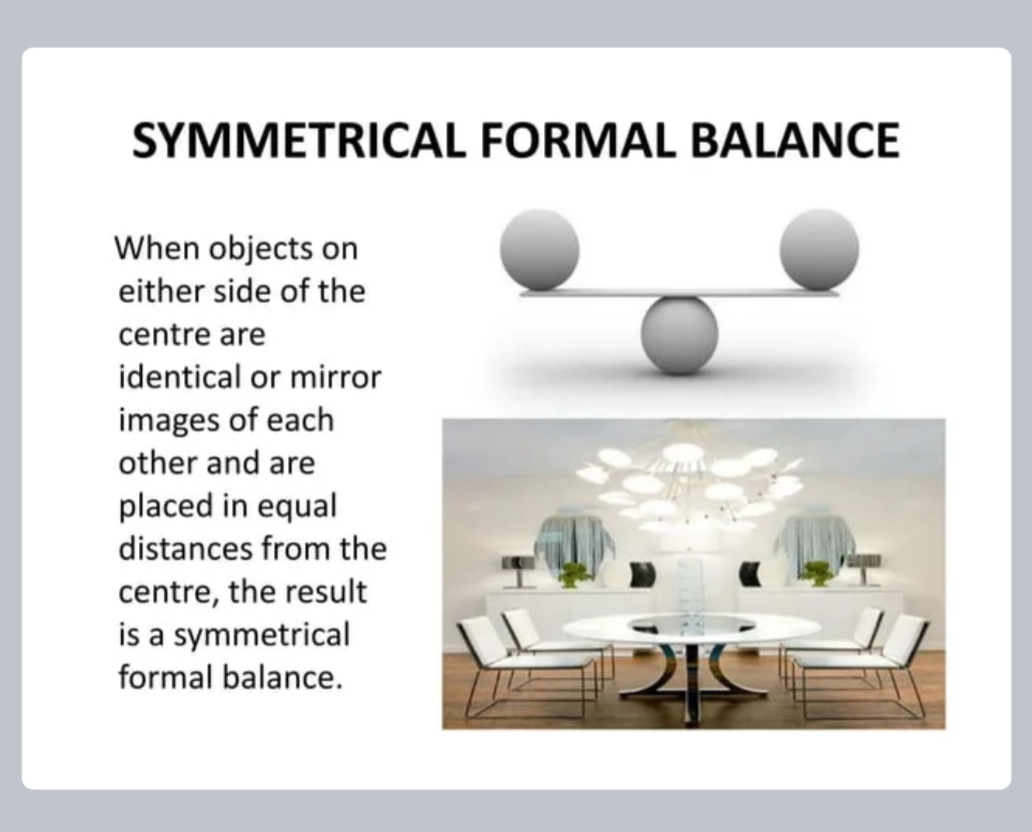 SYMMETRICAL FORMAL BALANCE
When objects on
either side of the
centre are
identical or mirror
images of each
other and are
placed in equal
distances from the
centre, the result
is a symmetrical
formal balance.